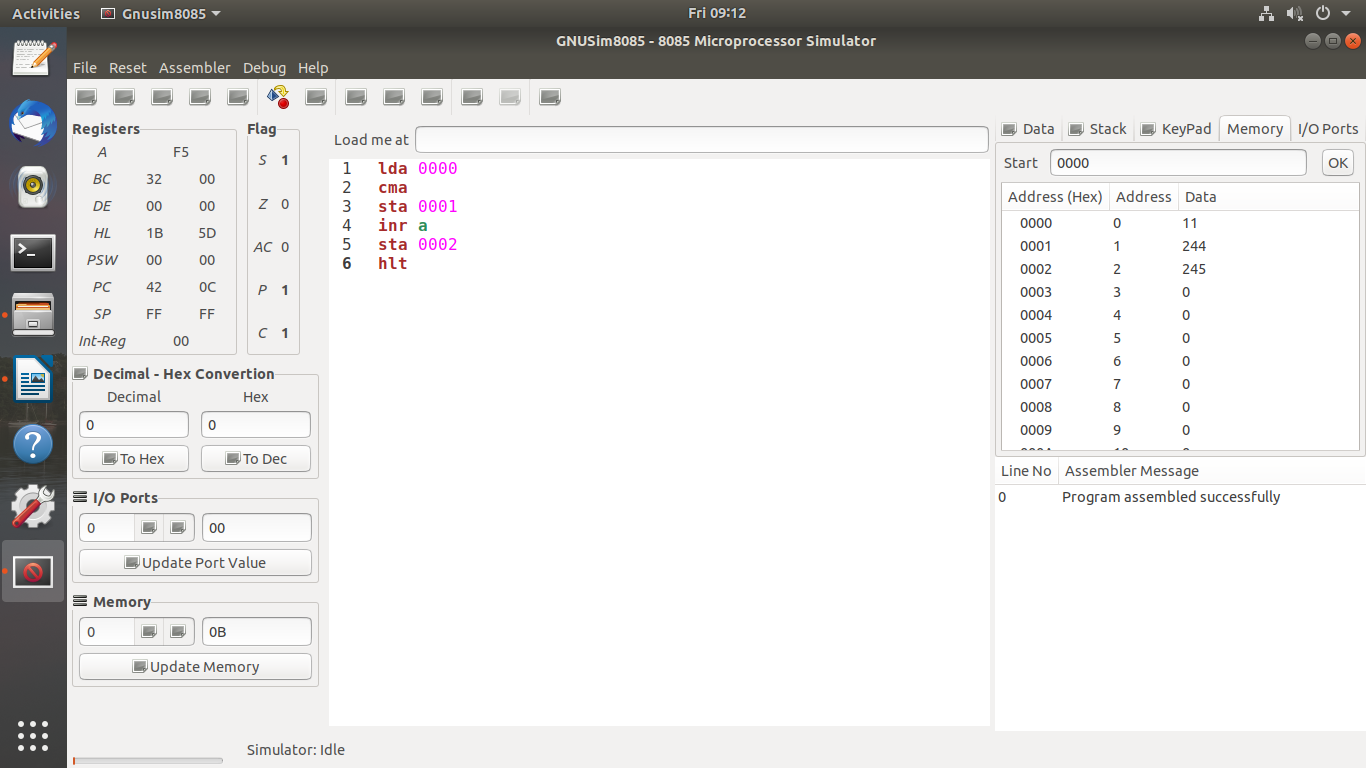 Activities Gnusim8085 Fri 09:12
GNUSim8085 - 8085 Microprocessor Simulator
File Reset Assembler Debug Help
Registers
A F5
BC 32 00
DE 00 00
HL 1B 5D
PSW 00 00
PC 42 0C
SP FF FF
Int-Reg 00
Flag
S 1
Z 0
AC 0
P 1
C 1
Decimal - Hex Convertion
Decimal Hex
0 0
To Hex To Dec
I/O Ports
0 00
Update Port Value
Memory
0 0B
Update Memory
Load me at
1 lda 0000
2 cma
3 sta 0001
4 inr a
5 sta 0002
6 hlt
Data Stack KeyPad Memory I/O Ports
Start 0000 OK
Address (Hex) Address Data
0000 0 11
0001 1 244
0002 2 245
0003 3 0
0004 4 0
0005 5 0
0006 6 0
0007 7 0
0008 8 0
0009 9 0
Line No Assembler Message
0 Program assembled successfully
Simulator: Idle